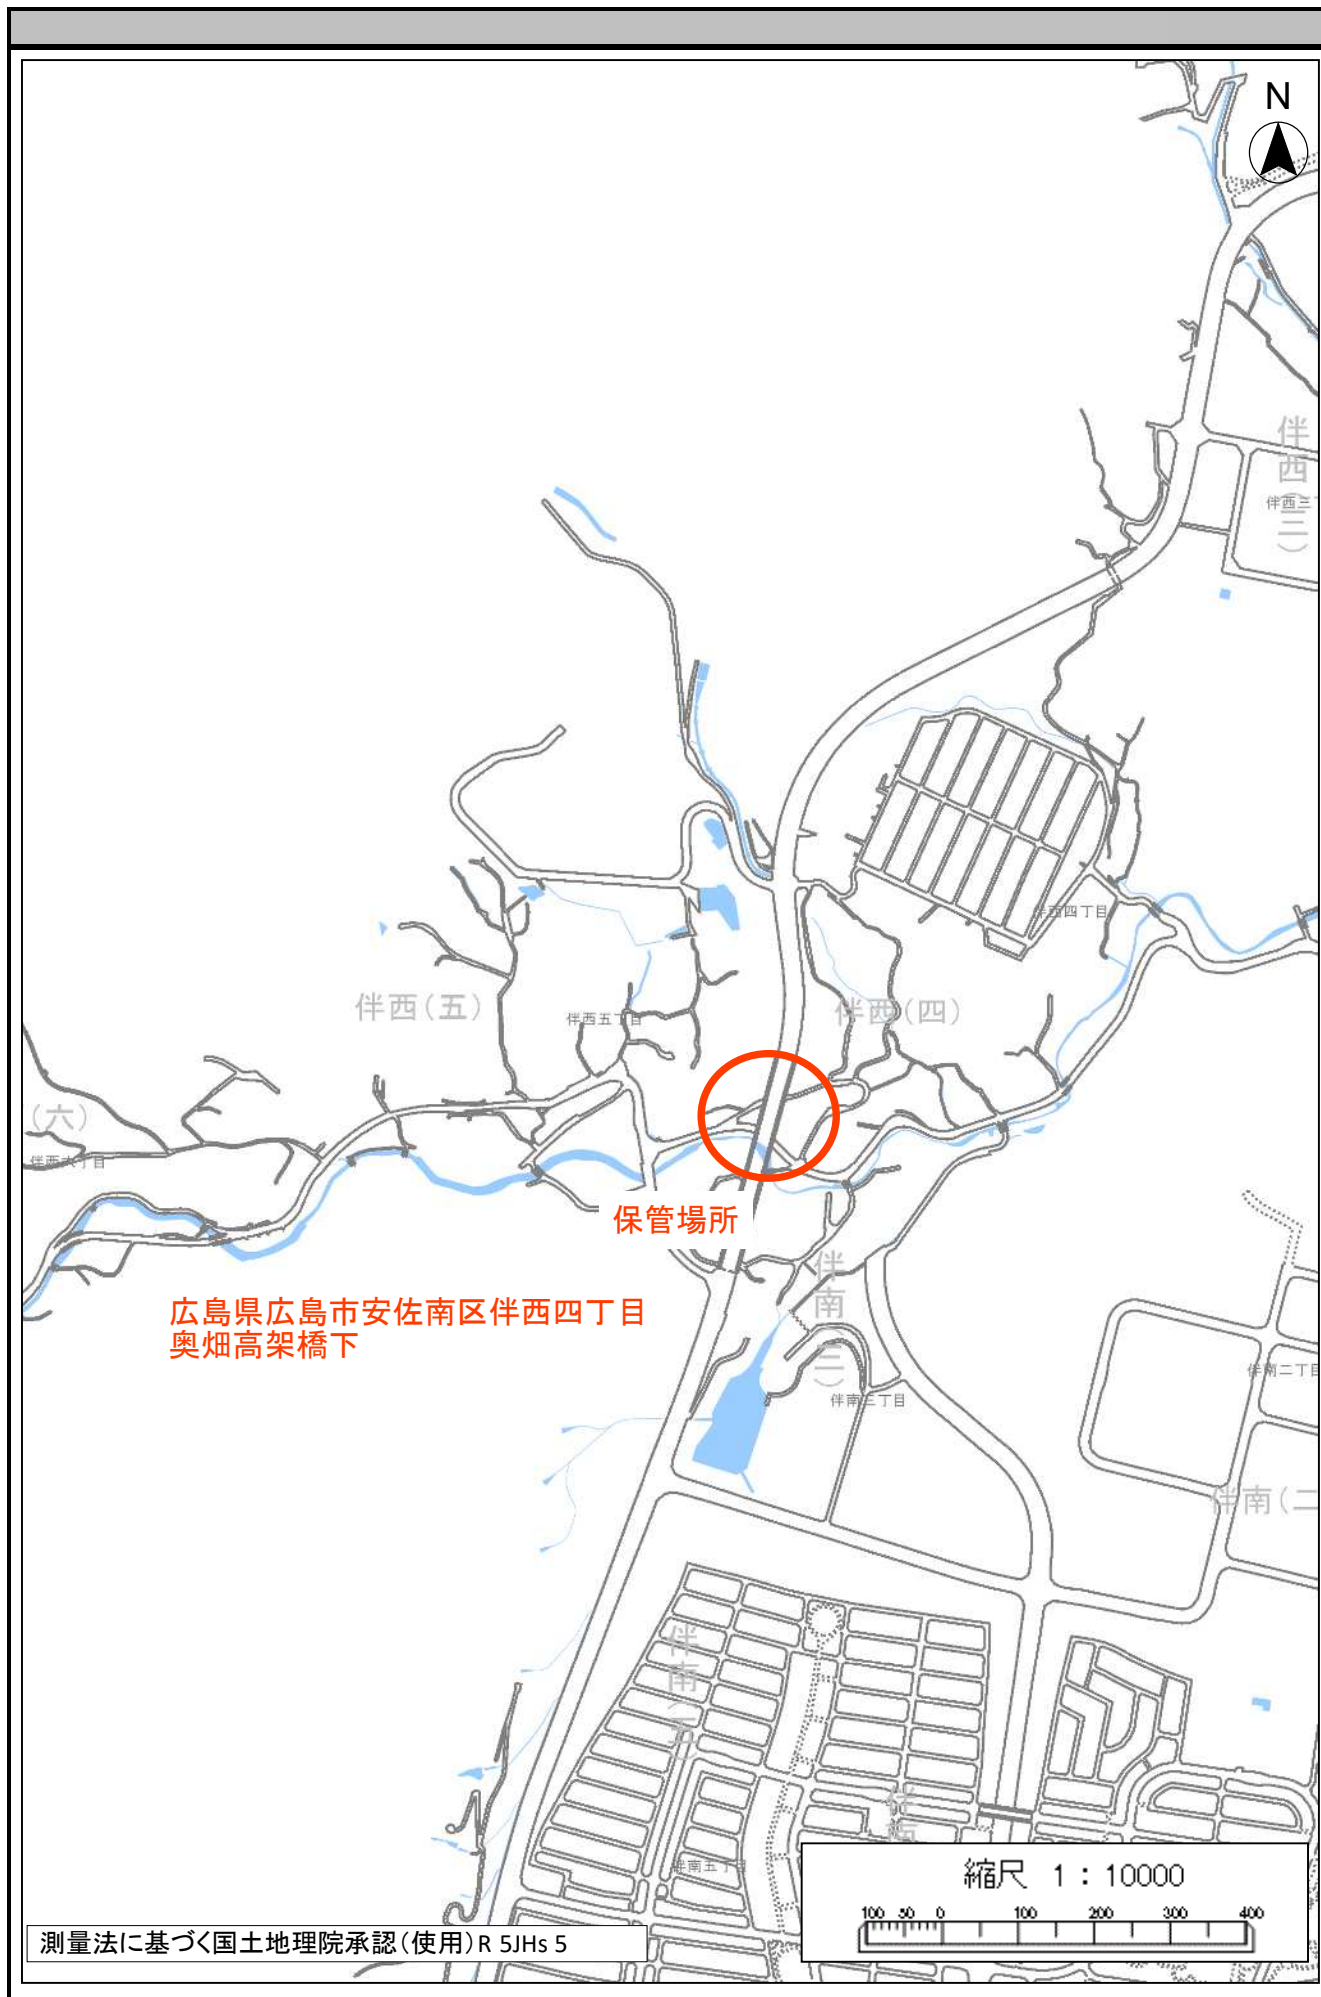 N
伴西(三)
伴西三
伴西四丁目
伴西(五)
伴西五丁目
伴西(四)
(六)
伴西六丁目
保管場所
伴南(三)
広島県広島市安佐南区伴西四丁目
奥畑高架橋下
伴南二丁目
伴南三丁目
伴南(二
伴南(五)
伴南
伴南五丁目
縮尺 1:10000
100 50 0 100 200 300 400
測量法に基づく国土地理院承認(使用)R 5JHs 5